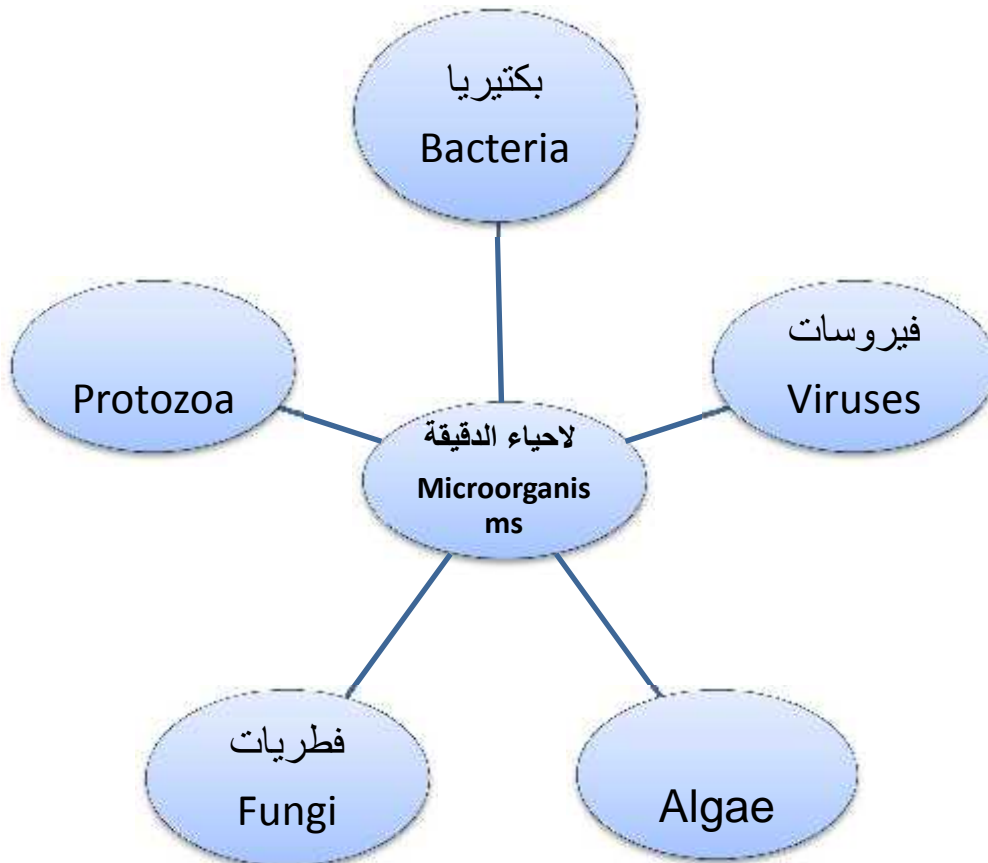 بكتيريا
Bacteria
Protozoa
فيروسات
Viruses
لاحياء الدقيقة
Microorganis
ms
فطريات
Fungi
Algae